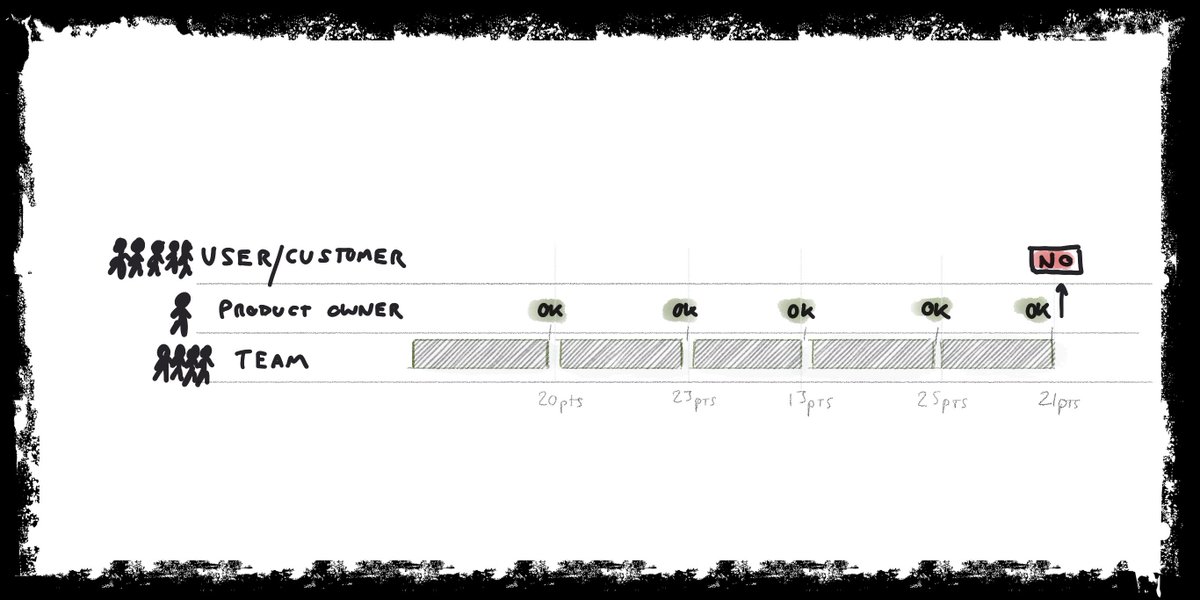 USER/CUSTOMER
NO
PRODUCT OWNER
OK OK OK OK OK
TEAM
20pts 23pts 13pts 25pts 21pts